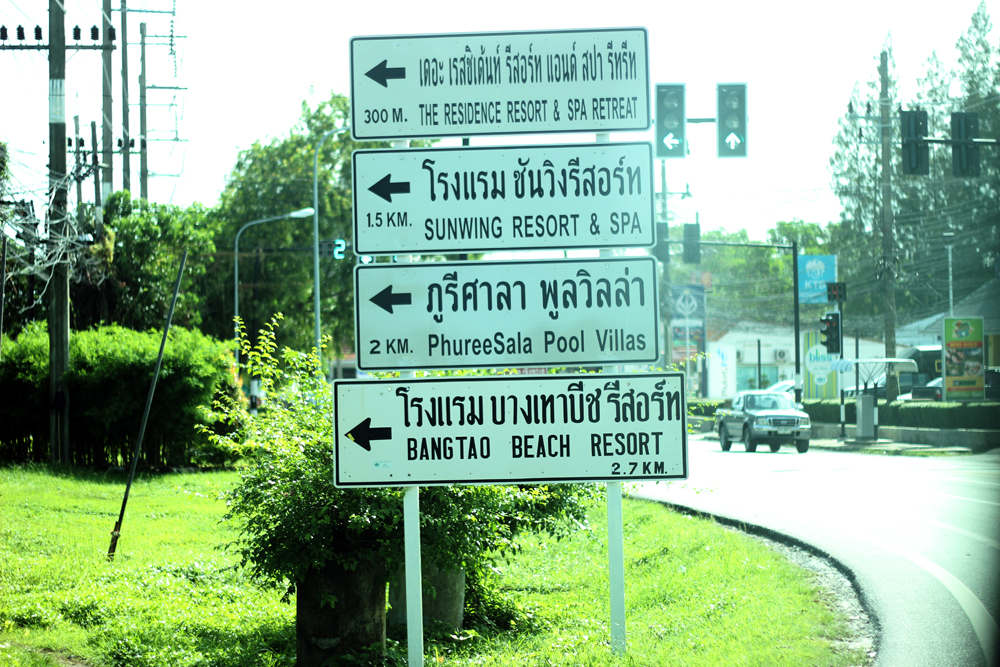 เดอะ เรสซิเด้นท์ รีสอร์ท แอนด์ สปา รีทรีท
300 M. THE RESIDENCE RESORT & SPA RETREAT
โรงแรม ซันวิงรีสอร์ท
1.5 KM. SUNWING RESORT & SPA
ภูรีศาลา พูลวิลล่า
2 KM. PhureeSala Pool Villas
โรงแรม บางเทาบีช รีสอร์ท
BANGTAO BEACH RESORT
2.7 KM.
2
KTB
bliss